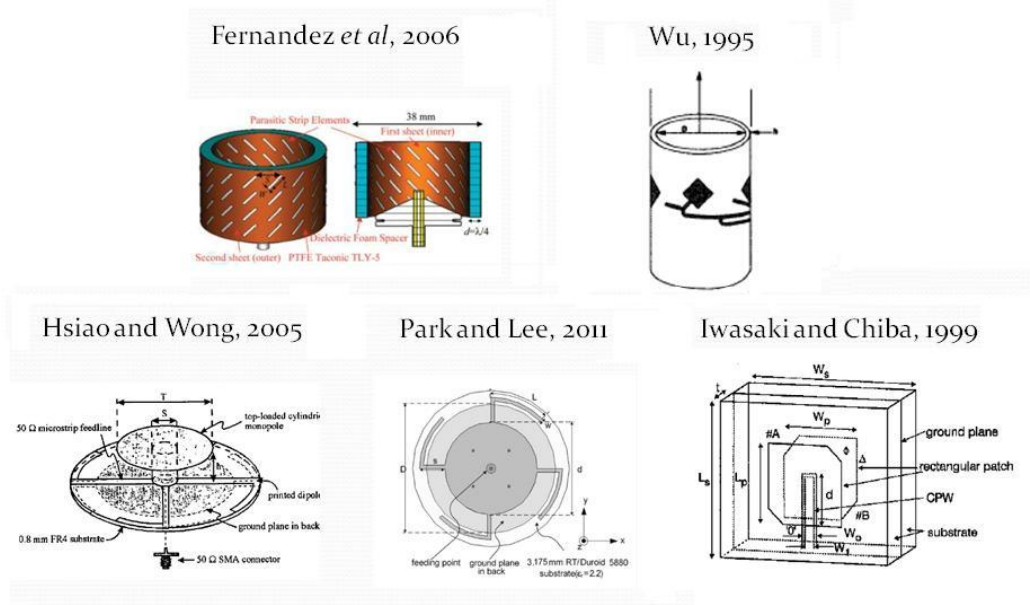 Fernandez et al, 2006
Wu, 1995
38 mm
Parasitic Strip Elements
First sheet (inner)
Dielectric Foam Spacer
d=λ/4
Second sheet (outer)
PTFE Taconic TLY-5
Hsiao and Wong, 2005
Park and Lee, 2011
Iwasaki and Chiba, 1999
T
S
top-loaded cylindric
monopole
50 Ω microstrip feedline
h
printed dipole
ground plane in back
0.8 mm FR4 substrate
50 Ω SMA connector
L
W
D
s
d
y
x
z
feeding point
ground plane
in back
3.175mm RT/Duroid 5880
substrate(εr=2.2)
Ws
t
Wp
ground plane
#A
Δ
rectangular patch
Ls
Lp
d
CPW
#B
substrate